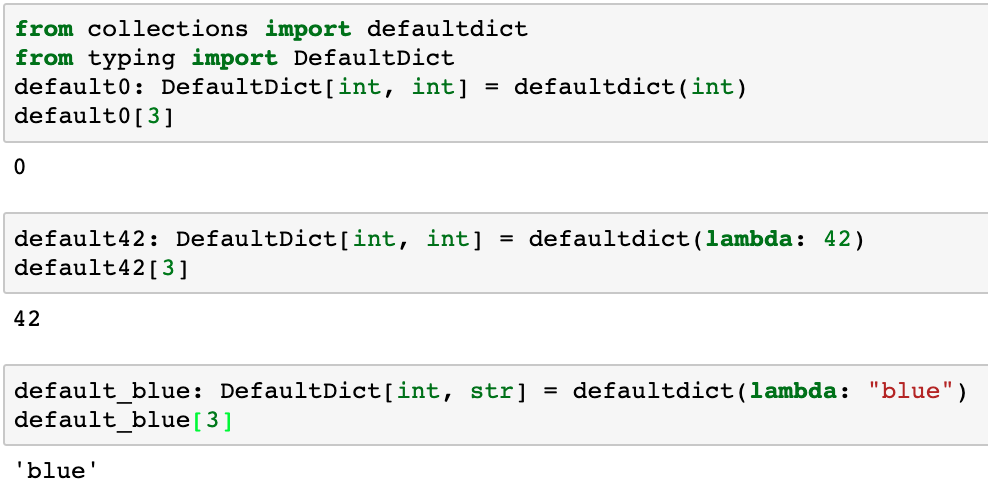 from collections import defaultdict
from typing import DefaultDict
default0: DefaultDict[int, int] = defaultdict(int)
default0[3]
0
default42: DefaultDict[int, int] = defaultdict(lambda: 42)
default42[3]
42
default_blue: DefaultDict[int, str] = defaultdict(lambda: "blue")
default_blue[3]
'blue'